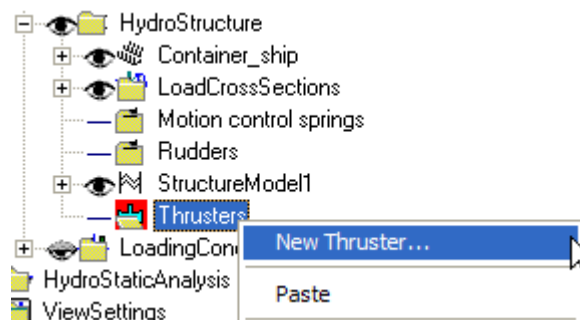 HydroStructure
Container_ship
LoadCrossSections
Motion control springs
Rudders
StructureModel1
Thrusters
New Thruster...
LoadingCon
HydroStaticAnalysis
Paste
ViewSettings